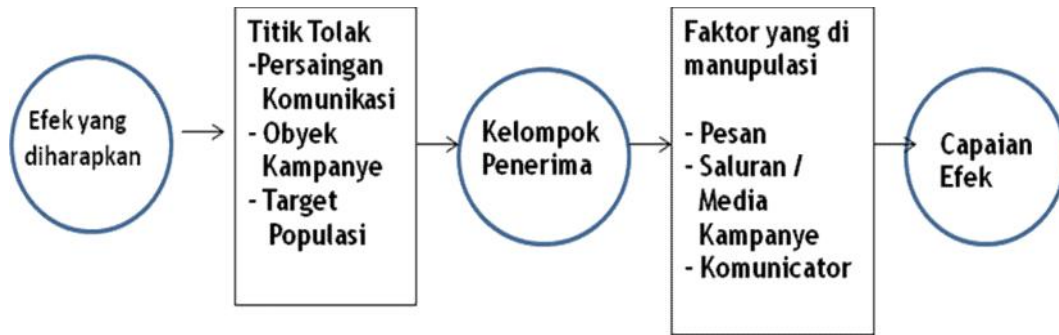 Efek yang
diharapkan
Titik Tolak
-Persaingan
Komunikasi
- Obyek
Kampanye
- Target
Populasi
Kelompok
Penerima
Faktor yang di
manupulasi
- Pesan
- Saluran /
Media
Kampanye
- Komunicator
Capaian
Efek